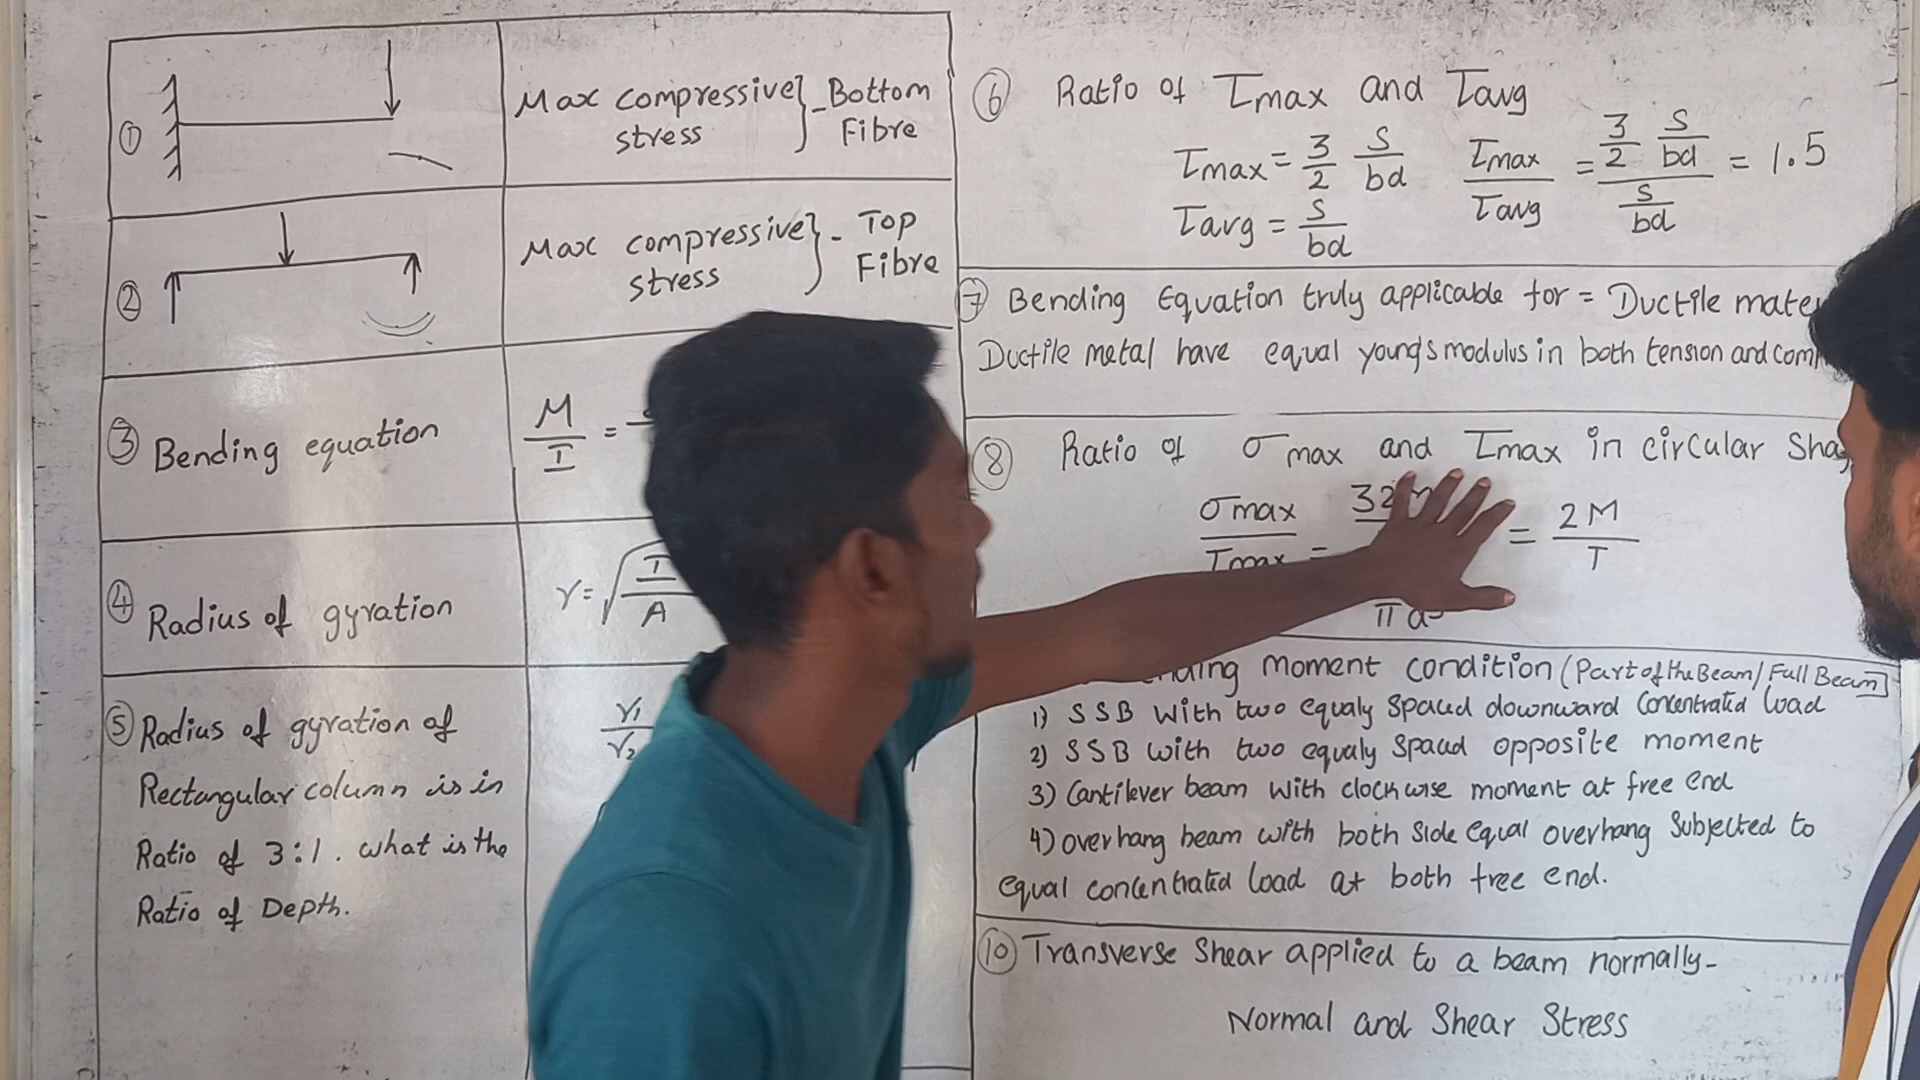 ①
Max compressive } - Bottom
stress Fibre
②
Max compressive } - Top
stress Fibre
③ Bending equation
M/I =
④ Radius of gyration
r = √(I/A
⑤ Radius of gyration of
Rectangular column is in
Ratio of 3:1. what is the
Ratio of Depth.
r₁/r₂
⑥ Ratio of τmax and τavg
τmax = 3/2 S/bd
τavg = S/bd
τmax/τavg = (3/2 S/bd)/(S/bd) = 1.5
⑦ Bending Equation truly applicable for = Ductile
Ductile metal have equal youngs modulus in both tension and
⑧ Ratio of σmax and τmax in circular
σmax/τmax = 32 πd³ = 2M/T
moment condition (Part of the Beam/Full Beam)
1) SSB with two equaly spaced downward concentrated load
2) SSB with two equaly spaced opposite moment
3) Cantilever beam with clockwise moment at free end
4) overhang beam with both side equal overhang subjected to
equal concentrated load at both free end.
⑩ Transverse shear applied to a beam normally-
Normal and Shear Stress